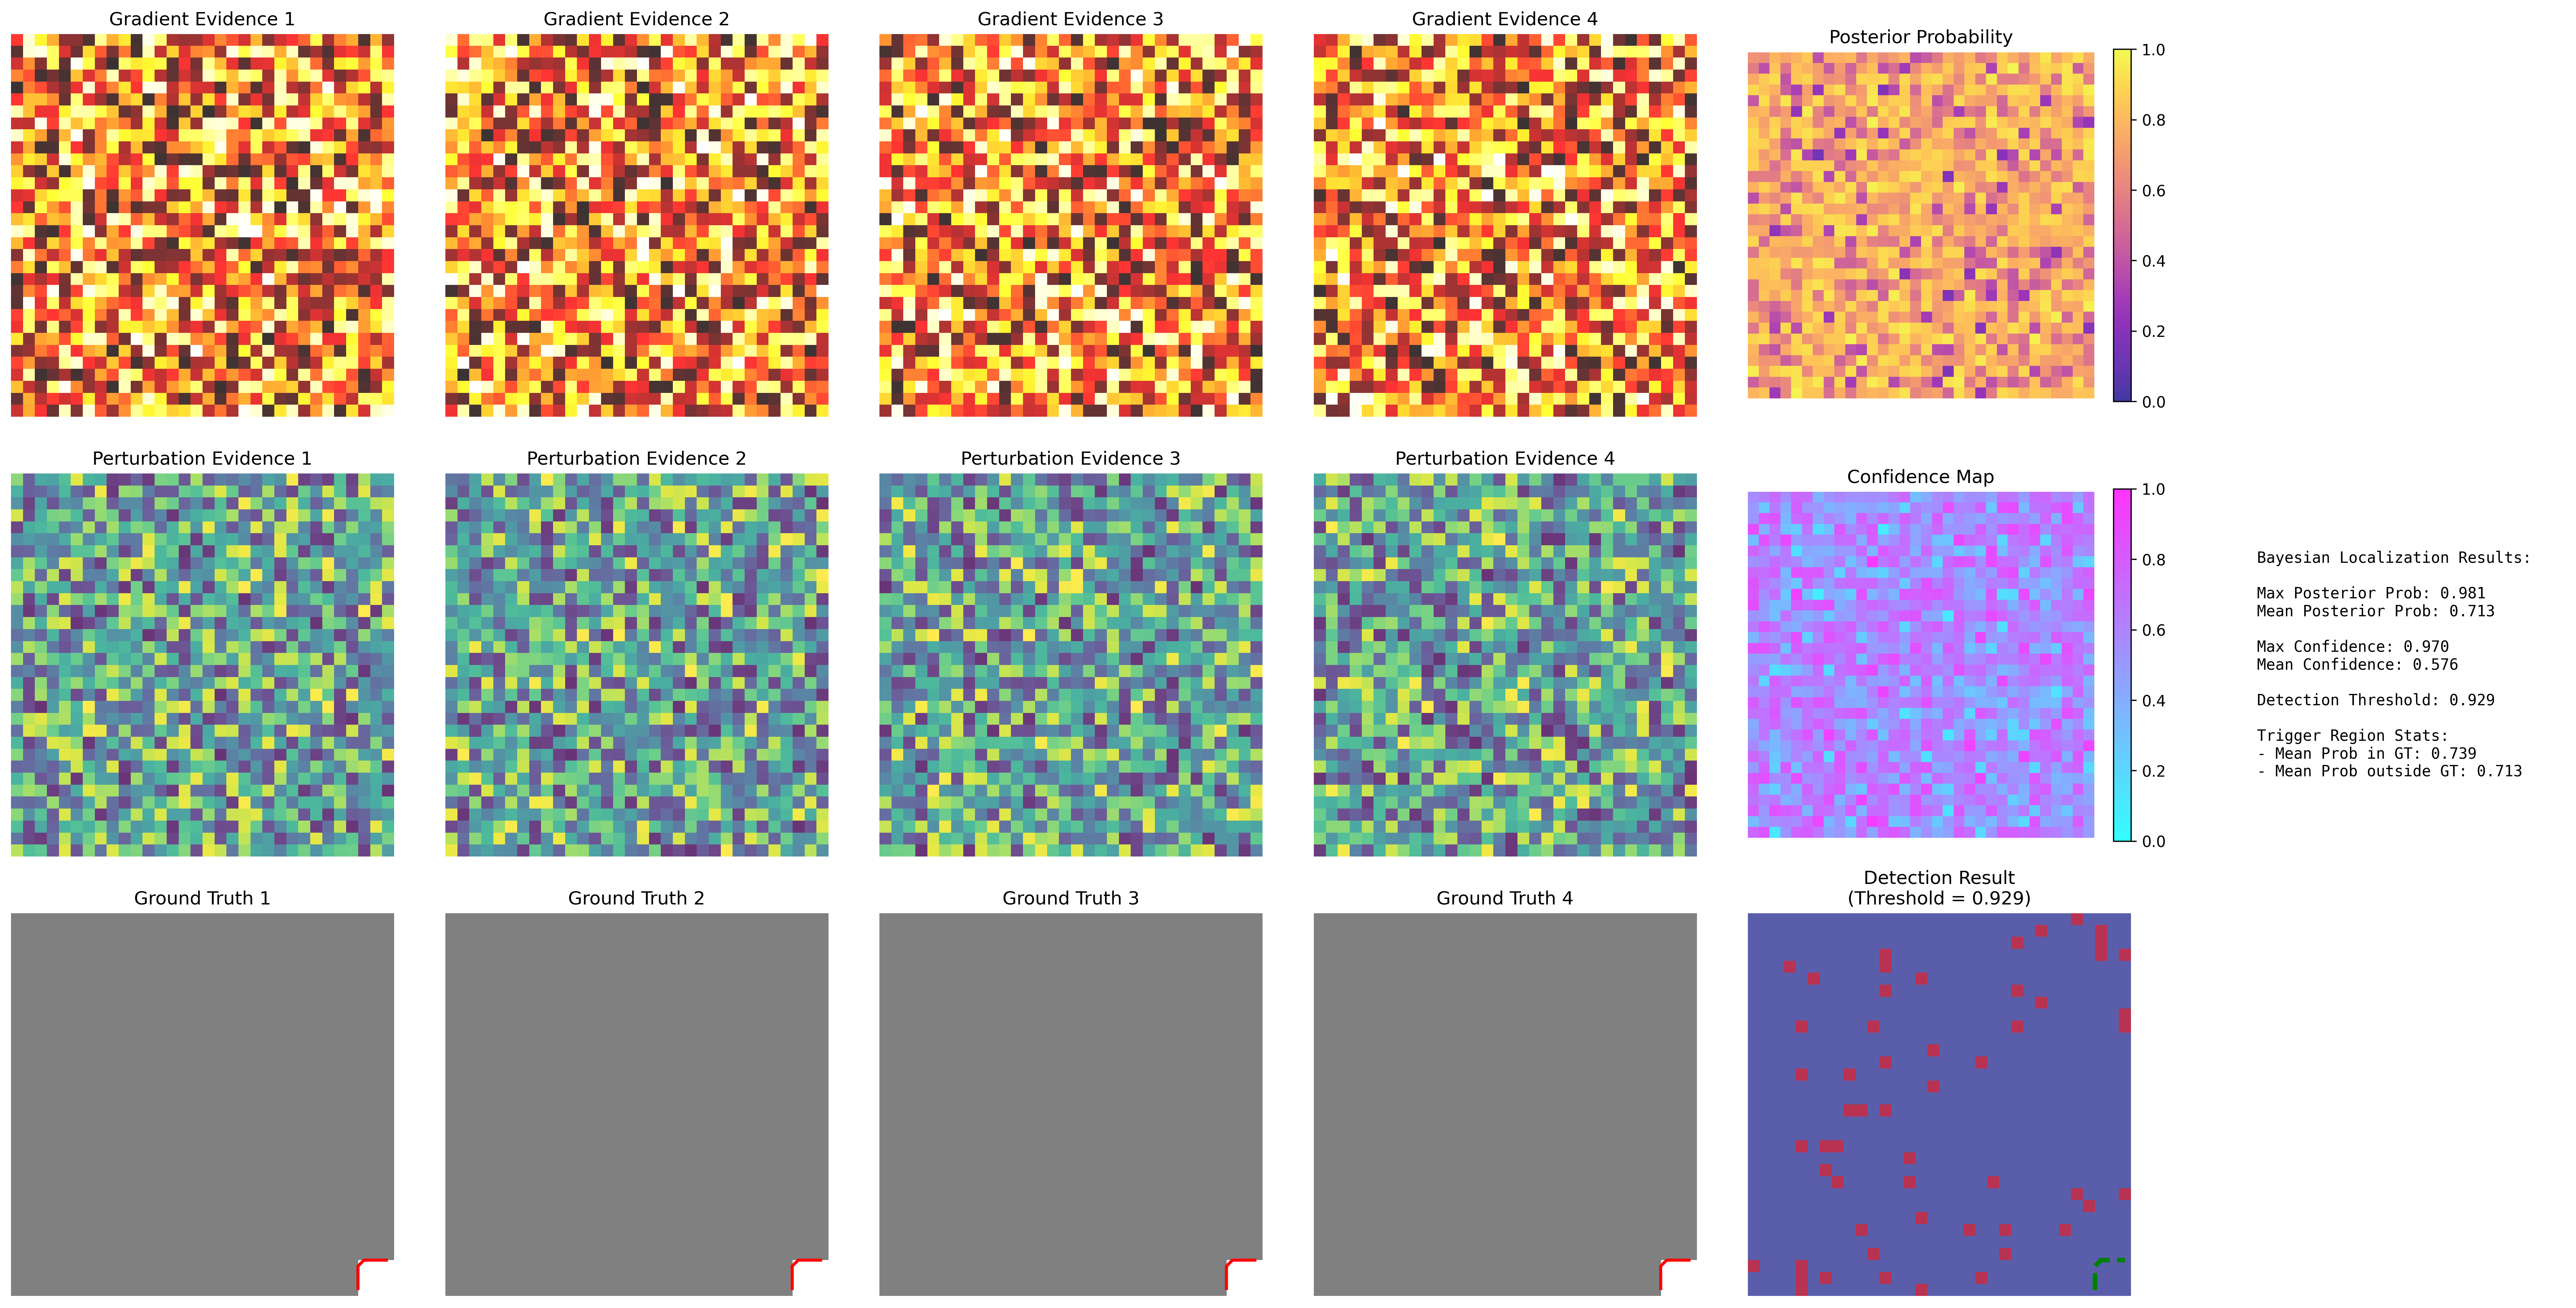 Gradient Evidence 1
Gradient Evidence 2
Gradient Evidence 3
Gradient Evidence 4
Posterior Probability
1.0
0.8
0.6
0.4
0.2
0.0
Perturbation Evidence 1
Perturbation Evidence 2
Perturbation Evidence 3
Perturbation Evidence 4
Confidence Map
1.0
0.8
0.6
0.4
0.2
0.0
Bayesian Localization Results:
Max Posterior Prob: 0.981
Mean Posterior Prob: 0.713
Max Confidence: 0.970
Mean Confidence: 0.576
Detection Threshold: 0.929
Trigger Region Stats:
- Mean Prob in GT: 0.739
- Mean Prob outside GT: 0.713
Ground Truth 1
Ground Truth 2
Ground Truth 3
Ground Truth 4
Detection Result
(Threshold = 0.929)